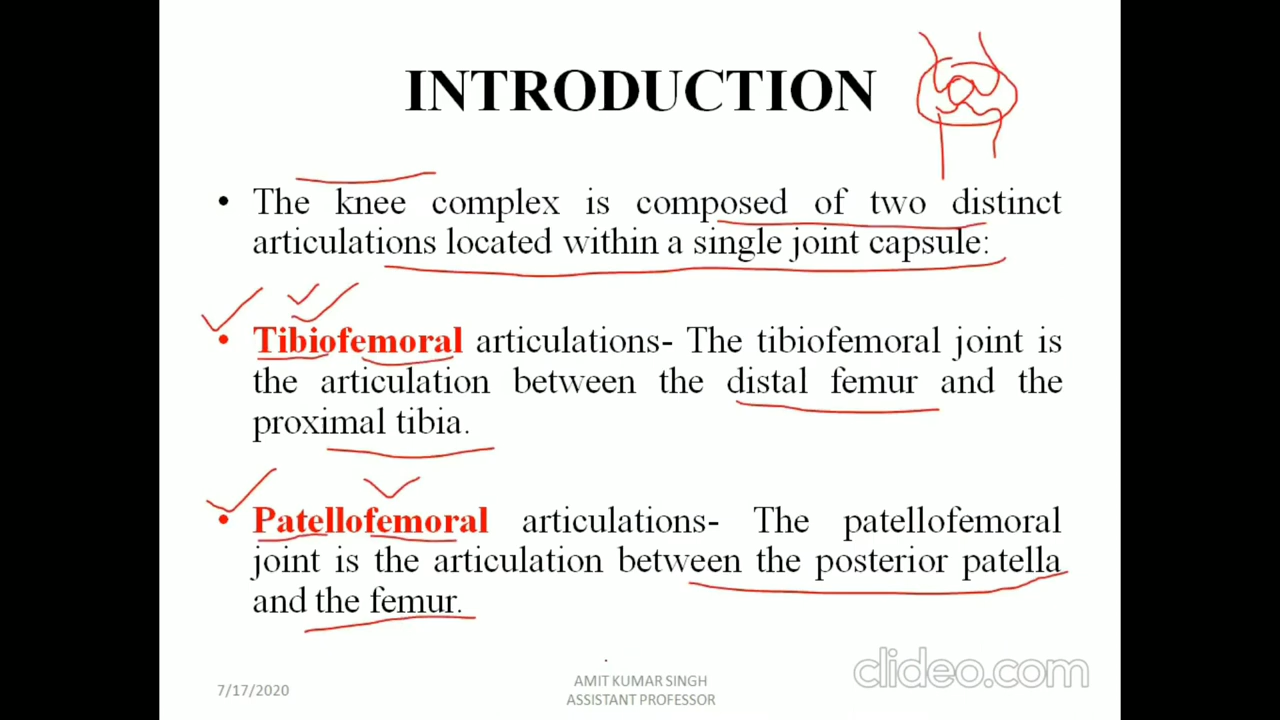 INTRODUCTION
• The knee complex is composed of two distinct
articulations located within a single joint capsule:
• Tibiofemoral articulations- The tibiofemoral joint is
the articulation between the distal femur and the
proximal tibia.
• Patellofemoral articulations- The patellofemoral
joint is the articulation between the posterior patella
and the femur.
7/17/2020
AMIT KUMAR SINGH
ASSISTANT PROFESSOR
clideo.com